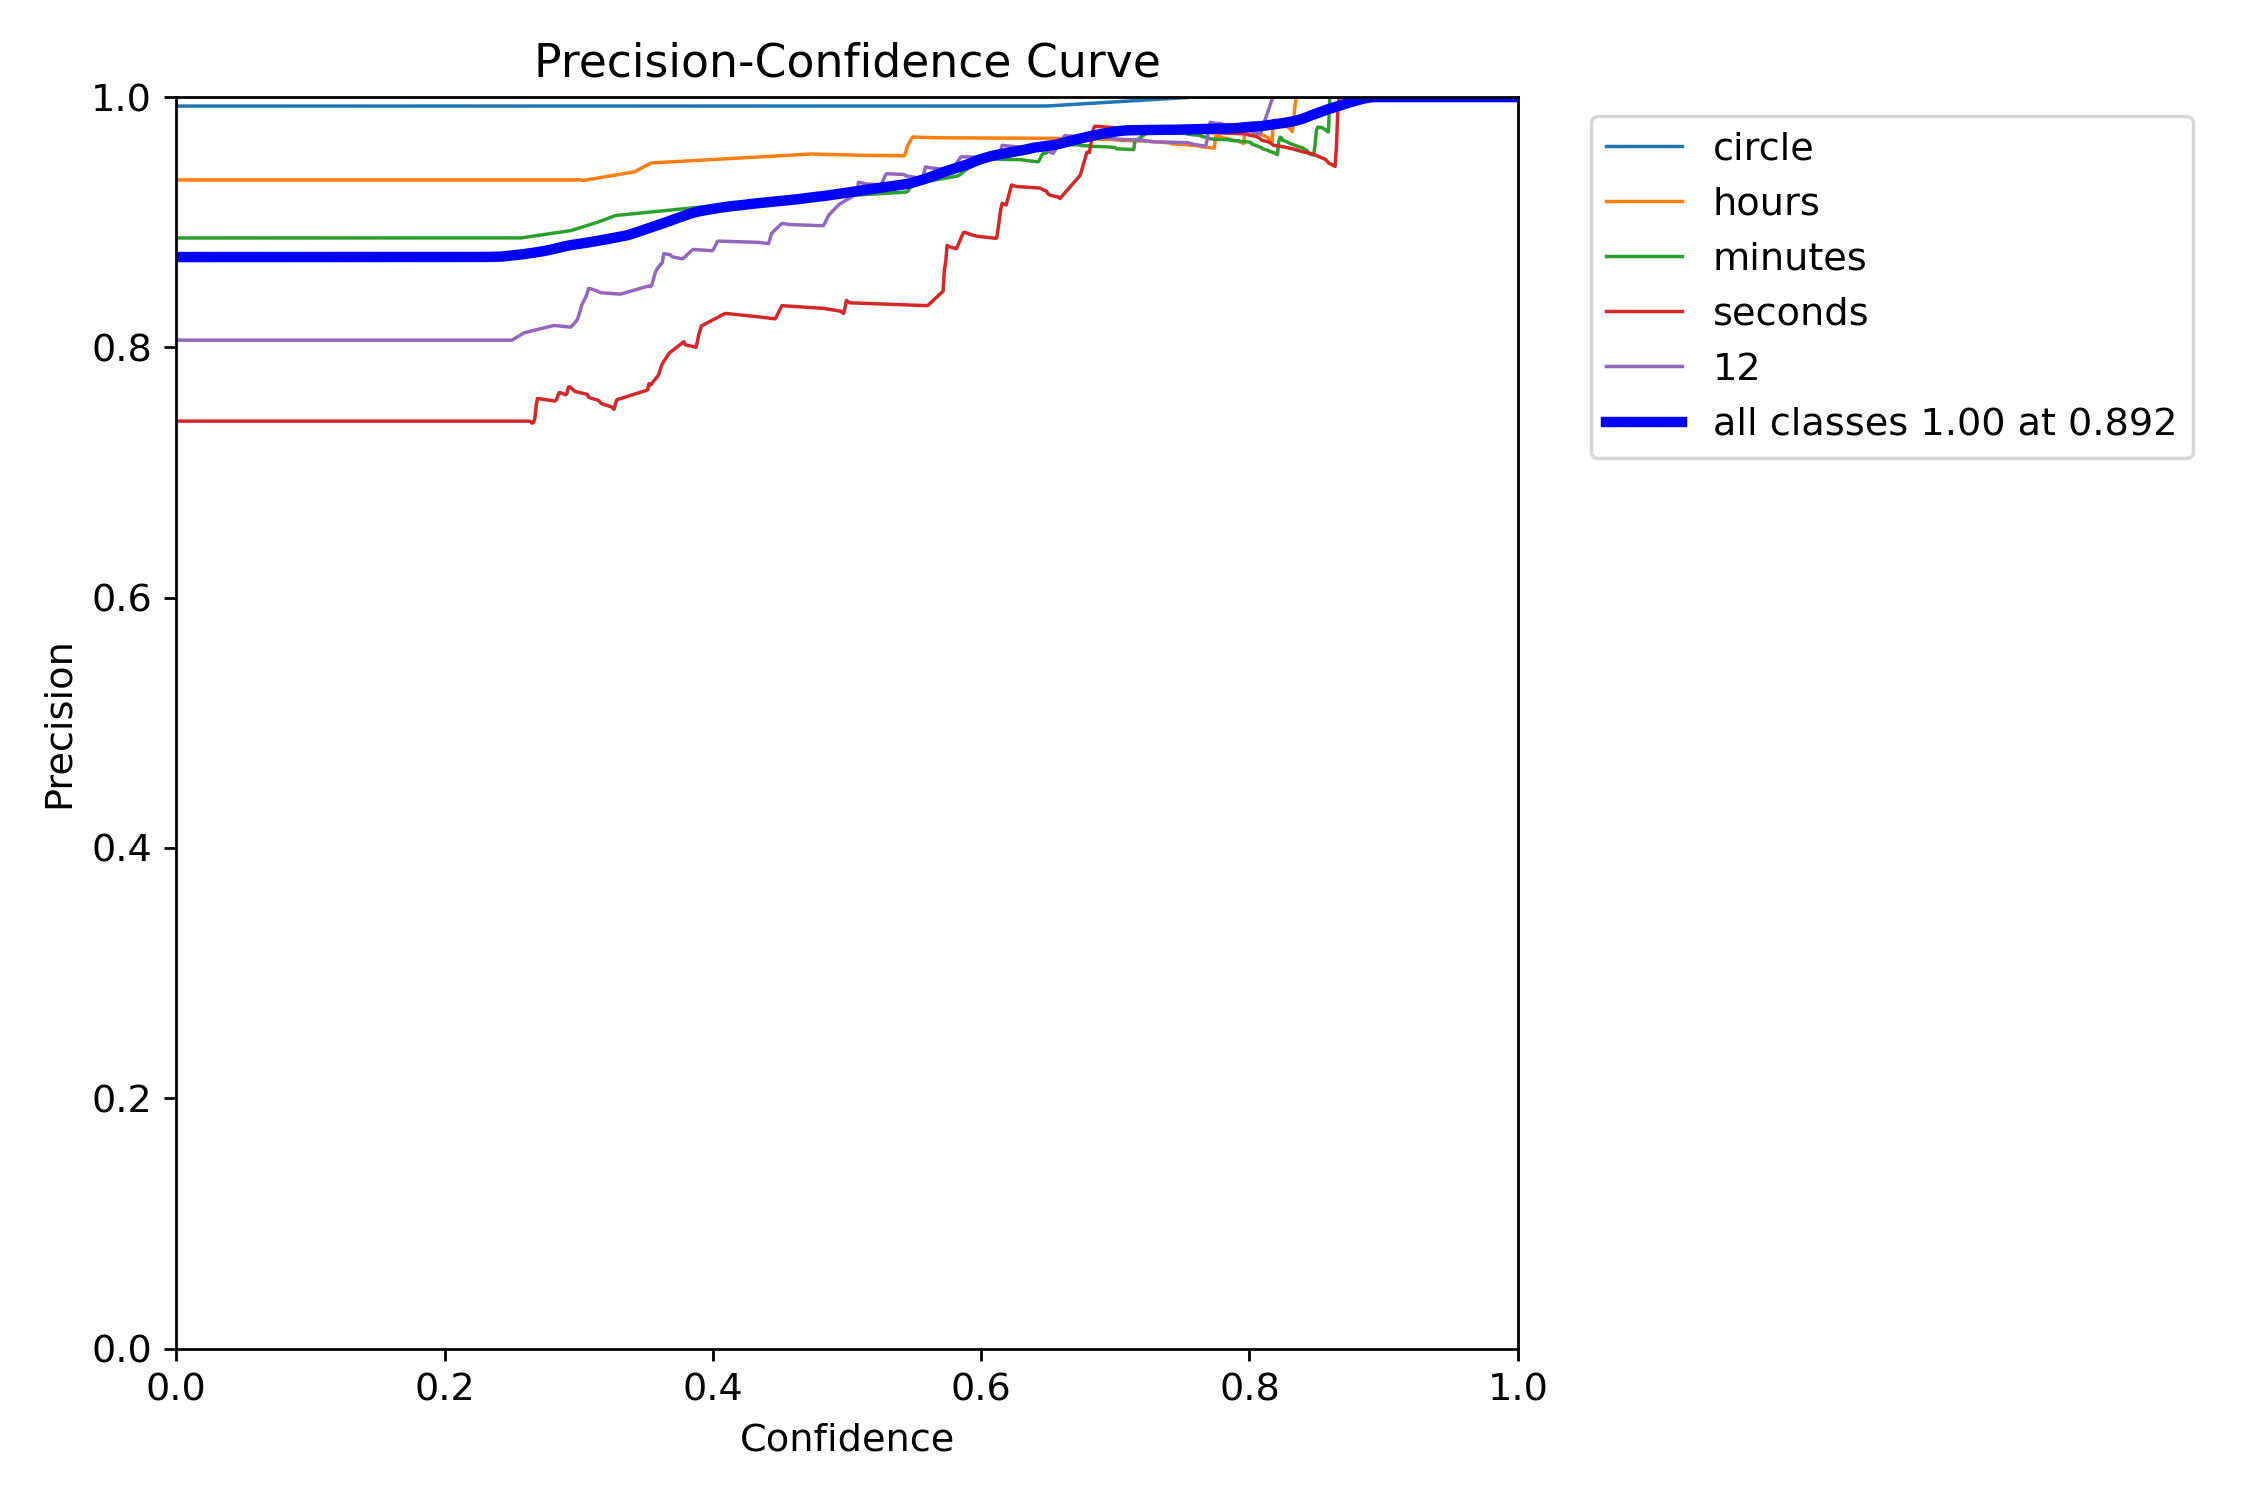 Precision-Confidence Curve
1.0
0.8
0.6
0.4
0.2
0.0
Precision
0.0 0.2 0.4 0.6 0.8 1.0
Confidence
circle
hours
minutes
seconds
12
all classes 1.00 at 0.892